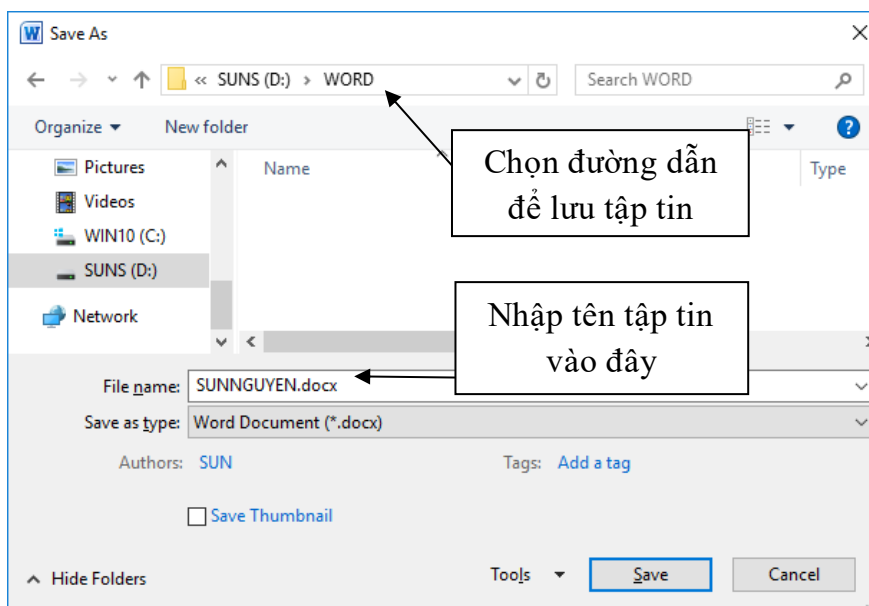 Save As
« SUNS (D:) › WORD
Search WORD
Organize
New folder
Pictures
Videos
WIN10 (C:)
SUNS (D:)
Network
Name
Type
Chọn đường dẫn
để lưu tập tin
Nhập tên tập tin
vào đây
File name: SUNNGUYEN.docx
Save as type: Word Document (*.docx)
Authors: SUN
Tags: Add a tag
Save Thumbnail
Hide Folders
Tools
Save
Cancel